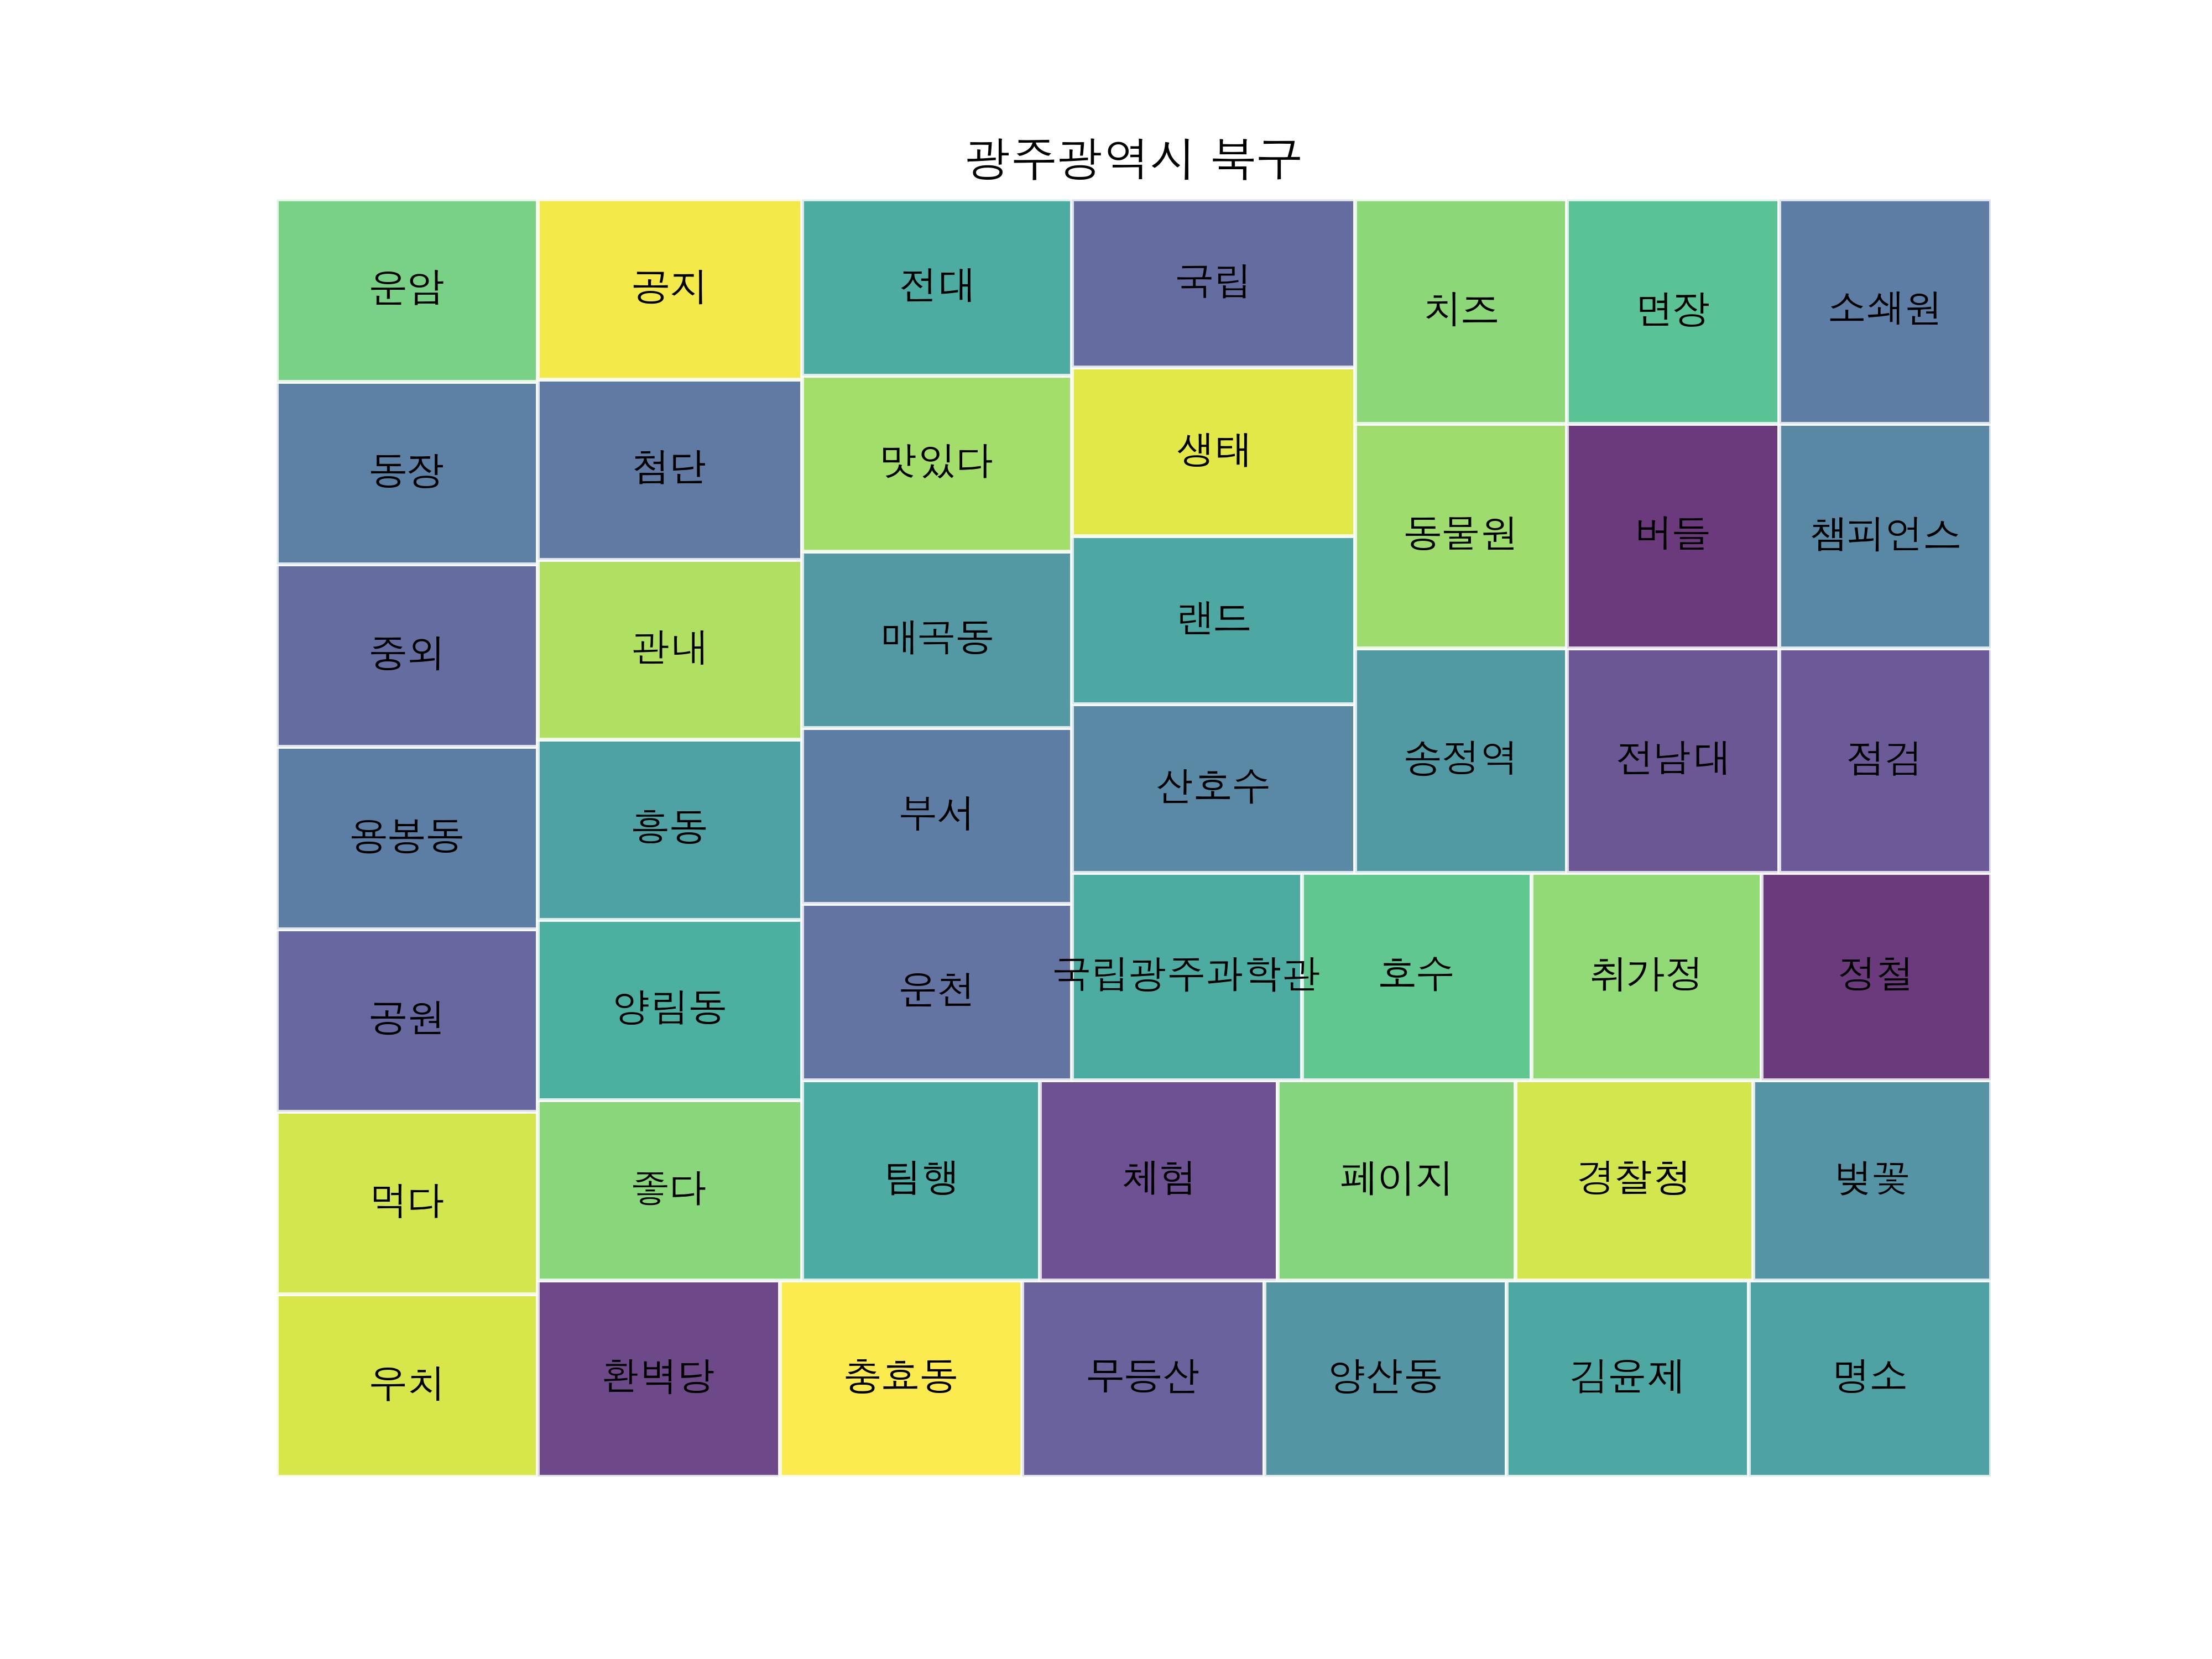 광주광역시 북구
운암
공지
전대
국립
치즈
면장
소쇄원
동장
첨단
맛있다
생태
동물원
버들
챔피언스
중외
관내
매곡동
랜드
송정역
전남대
점검
용봉동
흥동
부서
산호수
공원
양림동
운천
국립광주과학관
호수
취가정
정철
먹다
좋다
팀행
체험
페이지
경찰청
벚꽃
우치
환벽당
충효동
무등산
양산동
김윤제
명소